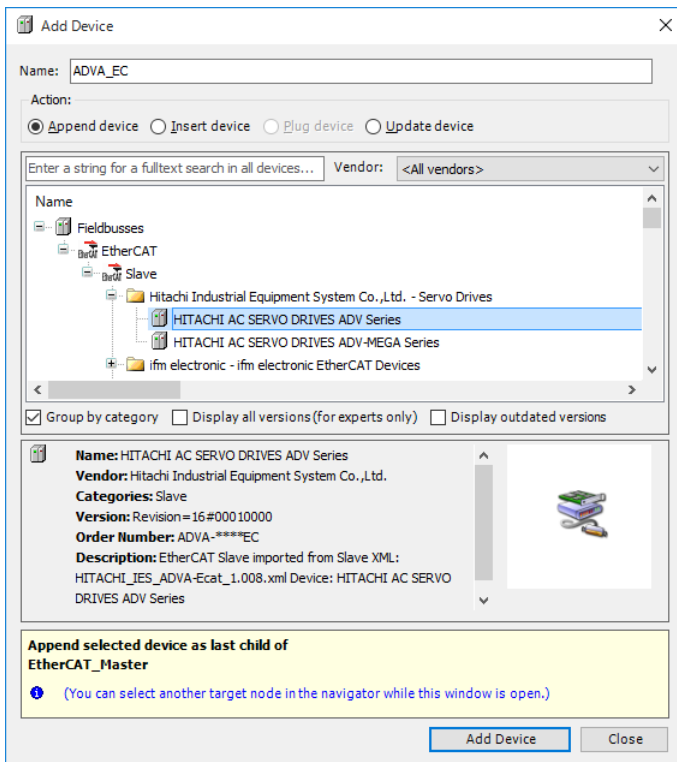 Add Device
Name: ADVA_EC
Action:
Append device Insert device Plug device Update device
Enter a string for a fulltext search in all devices... Vendor: <All vendors>
Name
Fieldbusses
EtherCAT
Slave
Hitachi Industrial Equipment System Co.,Ltd. - Servo Drives
HITACHI AC SERVO DRIVES ADV Series
HITACHI AC SERVO DRIVES ADV-MEGA Series
ifm electronic - ifm electronic EtherCAT Devices
Group by category Display all versions (for experts only) Display outdated versions
Name: HITACHI AC SERVO DRIVES ADV Series
Vendor: Hitachi Industrial Equipment System Co.,Ltd.
Categories: Slave
Version: Revision=16#00010000
Order Number: ADVA-****EC
Description: EtherCAT Slave imported from Slave XML:
HITACHI_IES_ADVA-Ecat_1.008.xml Device: HITACHI AC SERVO
DRIVES ADV Series
Append selected device as last child of
EtherCAT_Master
(You can select another target node in the navigator while this window is open.)
Add Device Close